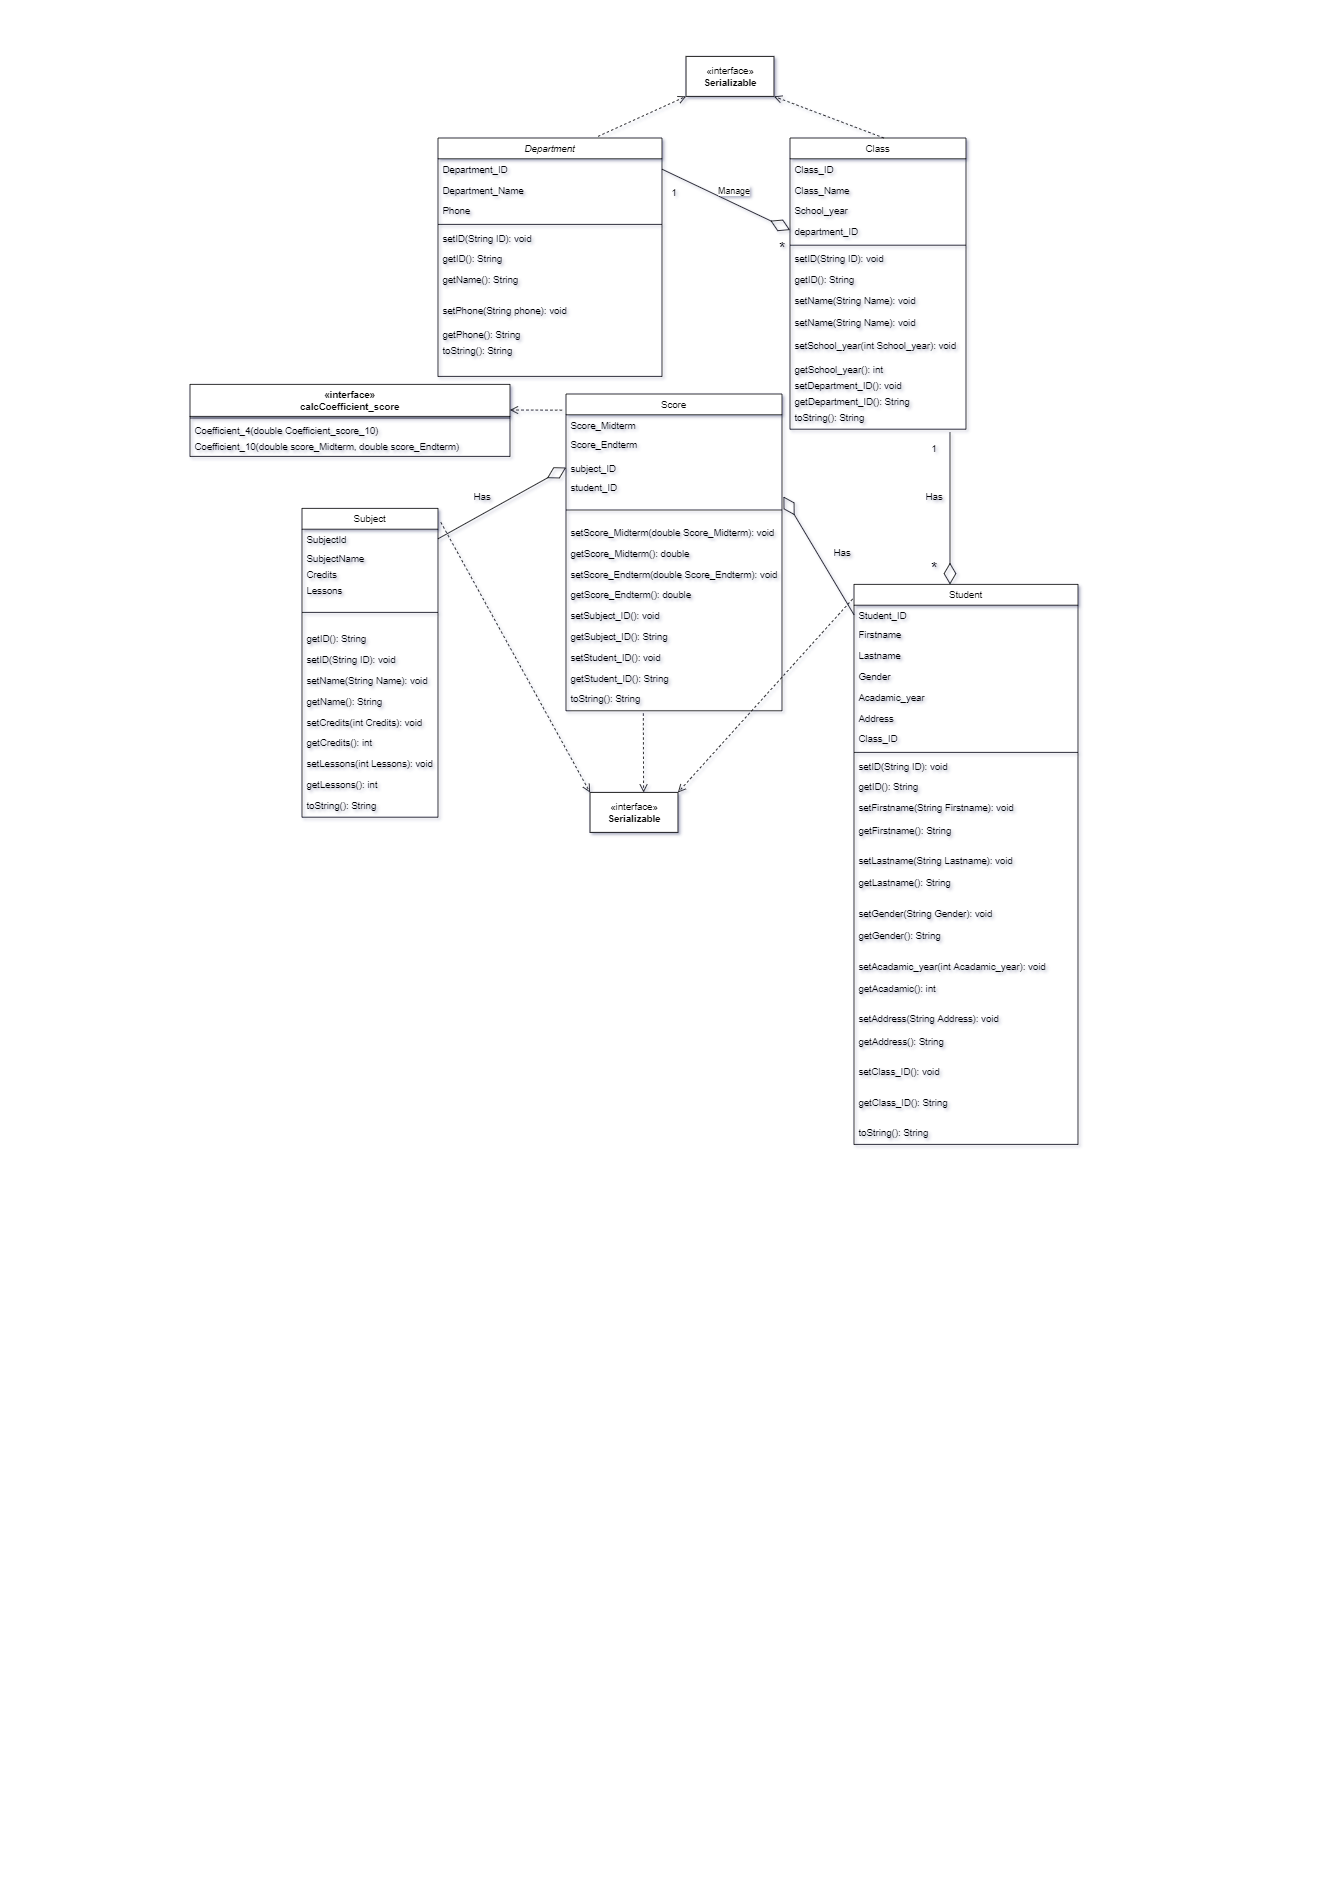 «interface»
Serializable
Department
Department_ID
Department_Name
Phone
setID(String ID): void
getID(): String
getName(): String
setPhone(String phone): void
getPhone(): String
toString(): String
1
Manage
*
Class
Class_ID
Class_Name
School_year
department_ID
setID(String ID): void
getID(): String
setName(String Name): void
setName(String Name): void
setSchool_year(int School_year): void
getSchool_year(): int
setDepartment_ID(): void
getDepartment_ID(): String
toString(): String
«interface»
calcCoefficient_score
Coefficient_4(double Coefficient_score_10)
Coefficient_10(double score_Midterm, double score_Endterm)
Score
Score_Midterm
Score_Endterm
subject_ID
student_ID
setScore_Midterm(double Score_Midterm): void
getScore_Midterm(): double
setScore_Endterm(double Score_Endterm): void
getScore_Endterm(): double
setSubject_ID(): void
getSubject_ID(): String
setStudent_ID(): void
getStudent_ID(): String
toString(): String
Has
Subject
SubjectId
SubjectName
Credits
Lessons
getID(): String
setID(String ID): void
setName(String Name): void
getName(): String
setCredits(int Credits): void
getCredits(): int
setLessons(int Lessons): void
getLessons(): int
toString(): String
1
Has
*
Has
Student
Student_ID
Firstname
Lastname
Gender
Acadamic_year
Address
Class_ID
setID(String ID): void
getID(): String
setFirstname(String Firstname): void
getFirstname(): String
setLastname(String Lastname): void
getLastname(): String
setGender(String Gender): void
getGender(): String
setAcadamic_year(int Acadamic_year): void
getAcadamic(): int
setAddress(String Address): void
getAddress(): String
setClass_ID(): void
getClass_ID(): String
toString(): String
«interface»
Serializable